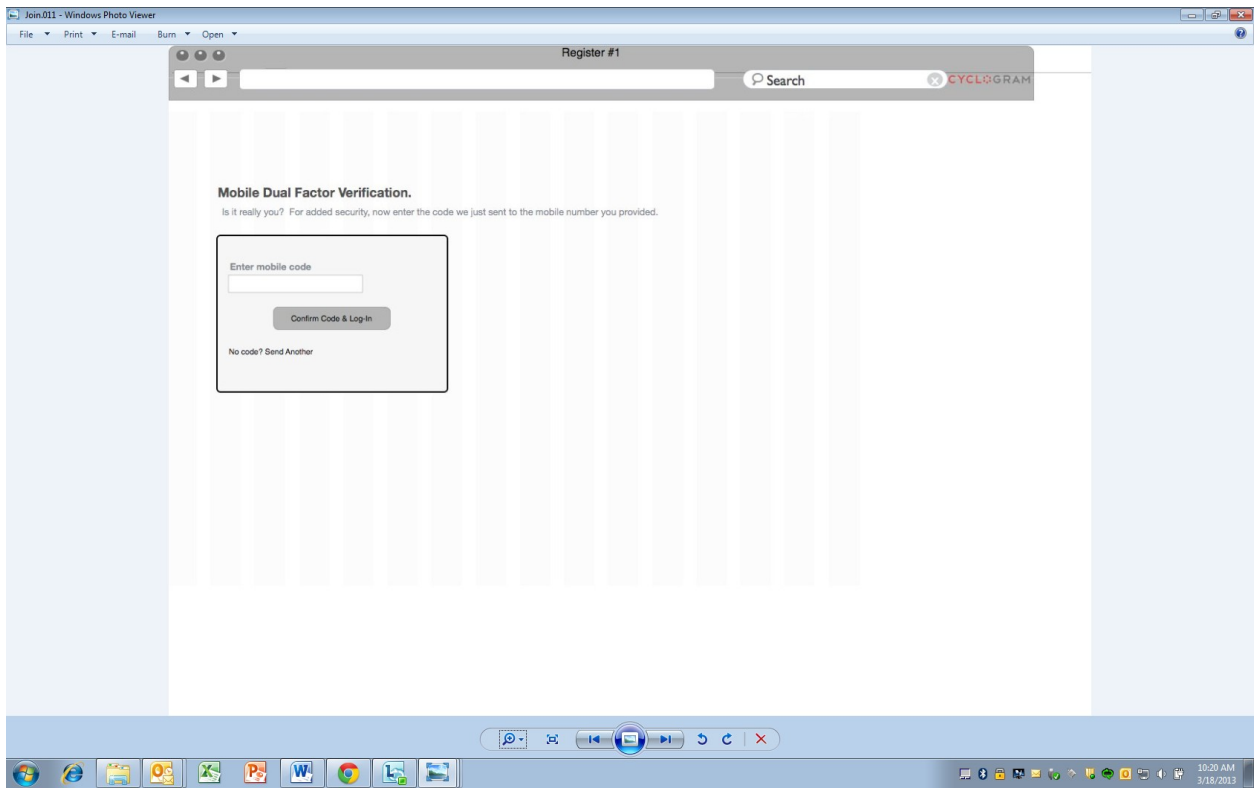 Join.011 - Windows Photo Viewer
File Print E-mail Burn Open
Register #1
Search
CYCLOGRAM
Mobile Dual Factor Verification.
Is it really you? For added security, now enter the code we just sent to the mobile number you provided.
Enter mobile code
Confirm Code & Log-In
No code? Send Another
10:20 AM
3/18/2013